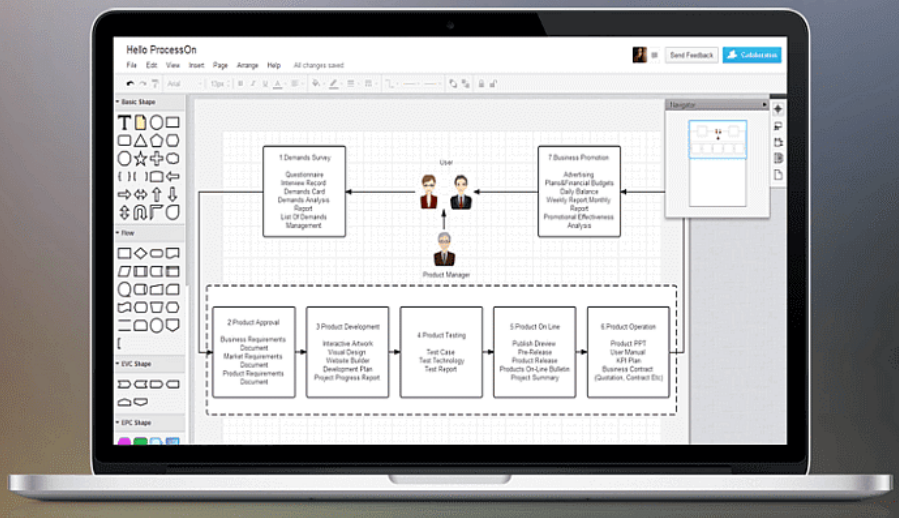 Hello ProcessOn
File Edit View Insert Page Arrange Help All changes saved
Send Feedback
Collaboration
Arial
13px
B I U A
Basic Shape
T
Flow
EVC Shape
EPC Shape
Navigator
1.Demands Survey
Questionnaire
Interview Record
Demands Card
Demands Analysis
Report
List Of Demands
Management
User
Product Manager
7.Business Promotion
Advertising
Plans&Financial Budgets
Daily Balance
Weekly Report,Monthly
Report
Promotional Effectiveness
Analysis
2.Product Approval
Business Requirements
Document
Market Requirements
Document
Product Requirements
Document
3.Product Development
Interactive Artwork
Visual Design
Website Builder
Development Plan
Project Progress Report
4.Product Testing
Test Case
Test Technology
Test Report
5.Product On Line
Publish Preview
Pre-Release
Product Release
Products On-Line Bulletin
Project Summary
6.Product Operation
Product PPT
User Manual
KPI Plan
Business Contract
(Quotation, Contract Etc)